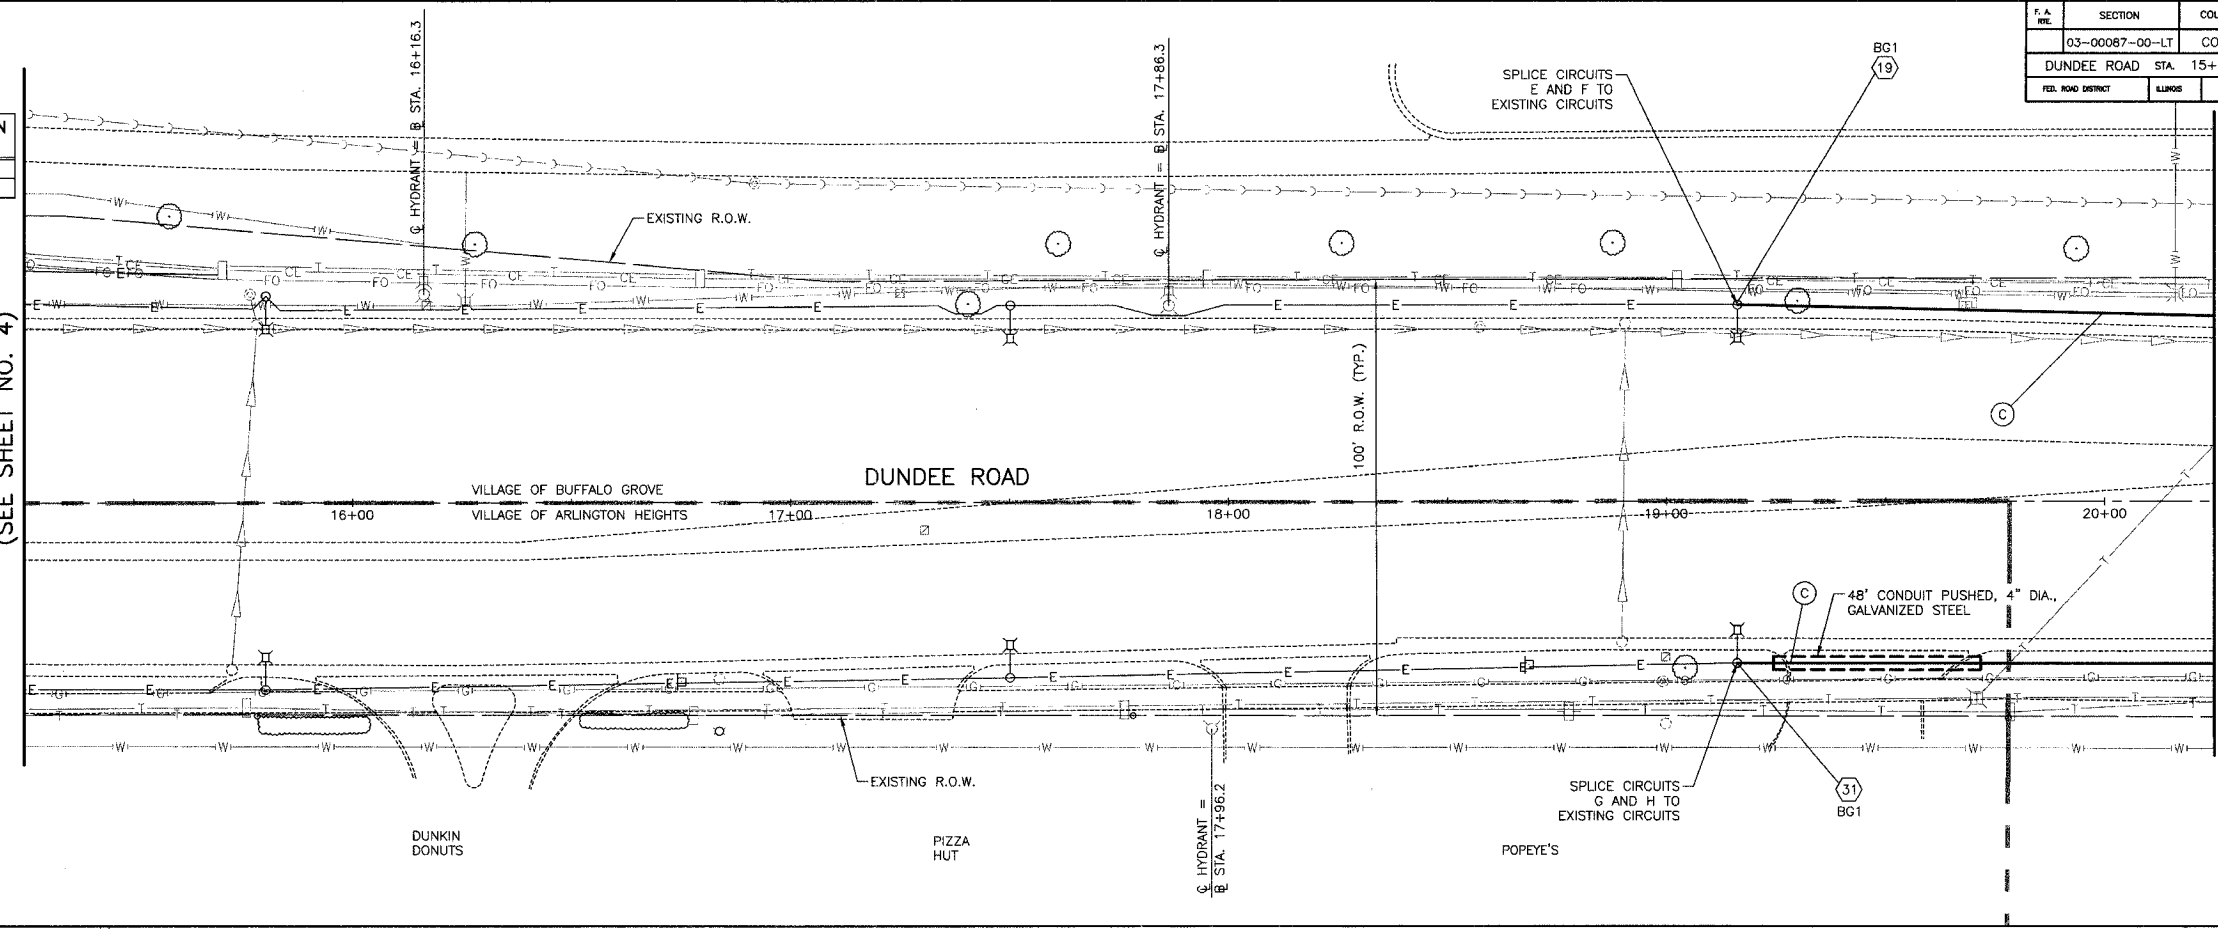 F. A.
RTE.
SECTION
03-00087-00-LT
DUNDEE ROAD STA. 15+
FED. ROAD DISTRICT
ILLINOIS
(SEE SHEET NO. 4)
℄ HYDRANT = ⅊ STA. 16+16.3
℄ HYDRANT = ⅊ STA. 17+86.3
SPLICE CIRCUITS
E AND F TO
EXISTING CIRCUITS
BG1
19
EXISTING R.O.W.
100' R.O.W. (TYP.)
C
DUNDEE ROAD
VILLAGE OF BUFFALO GROVE
VILLAGE OF ARLINGTON HEIGHTS
16+00
17+00
18+00
19+00
20+00
C
48' CONDUIT PUSHED, 4" DIA.,
GALVANIZED STEEL
EXISTING R.O.W.
SPLICE CIRCUITS
G AND H TO
EXISTING CIRCUITS
31
BG1
℄ HYDRANT =
⅊ STA. 17+96.2
DUNKIN
DONUTS
PIZZA
HUT
POPEYE'S